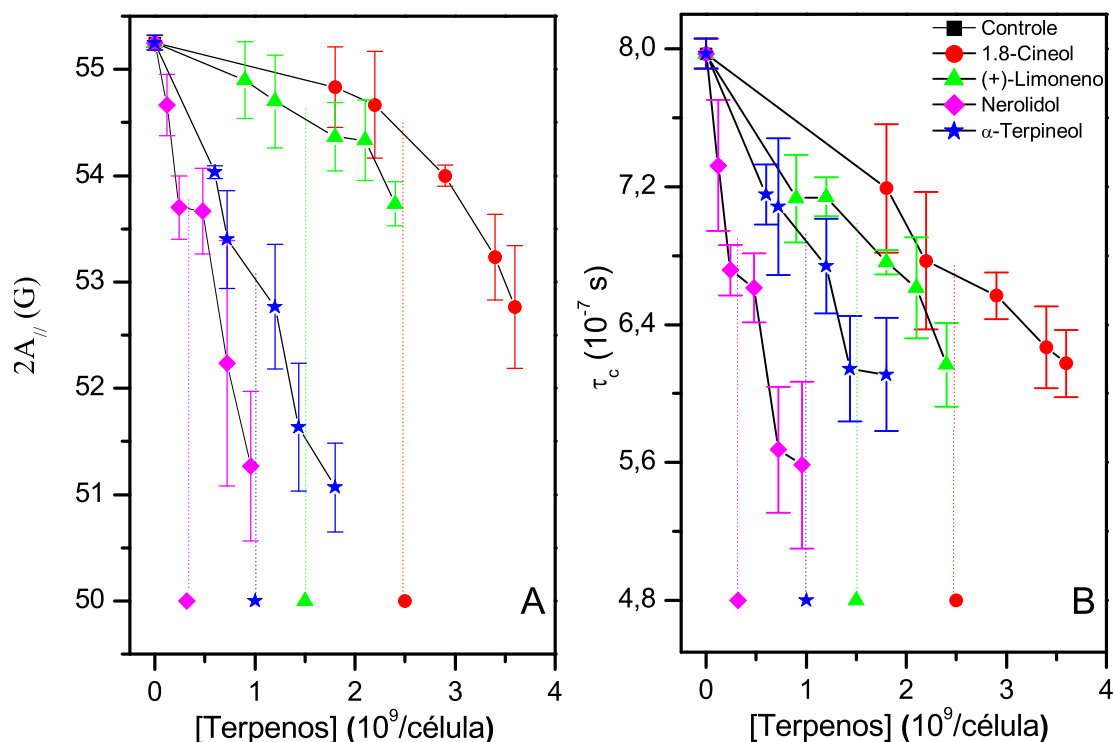 2A// (G)
55
54
53
52
51
50
0
1
2
3
4
[Terpenos] (10⁹/célula)
A
τc (10⁻⁷ s)
8,0
7,2
6,4
5,6
4,8
0
1
2
3
4
[Terpenos] (10⁹/célula)
B
Controle
1.8-Cineol
(+)-Limoneno
Nerolidol
α-Terpineol